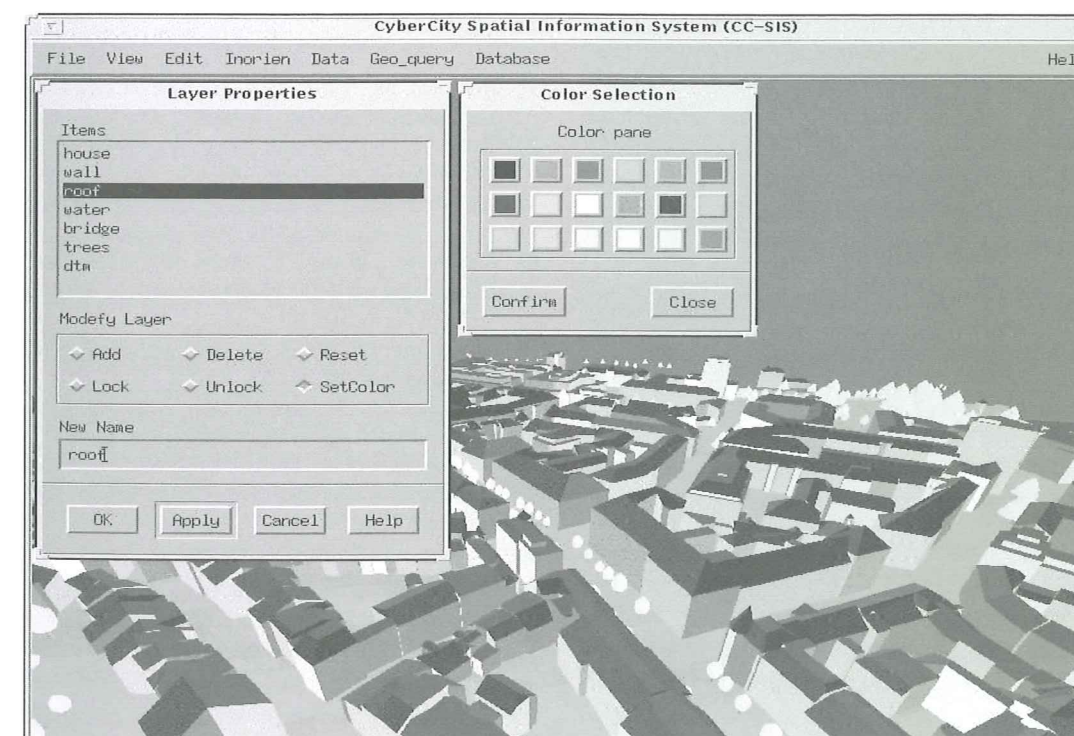 CyberCity Spatial Information System (CC-SIS)
File View Edit Inorien Data Geo_query Database Hel
Layer Properties
Items
house
wall
roof
water
bridge
trees
dtm
Modefy Layer
Add Delete Reset
Lock Unlock SetColor
New Name
roof
OK Apply Cancel Help
Color Selection
Color pane
Confirm Close